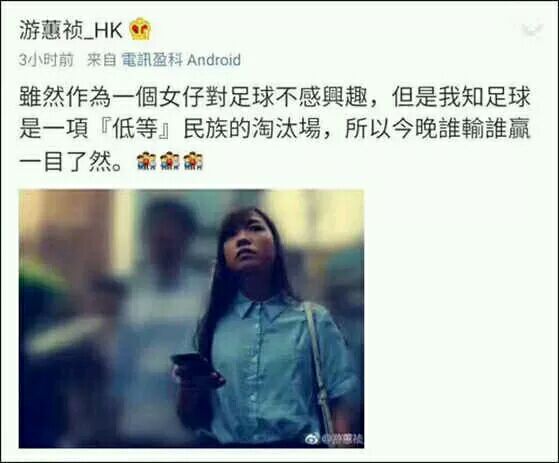 游蕙祯_HK
3小时前 来自 電訊盈科 Android
雖然作為一個女仔對足球不感興趣，但是我知足球
是一項『低等』民族的淘汰場，所以今晚誰輸誰贏
一目了然。
@游蕙祯